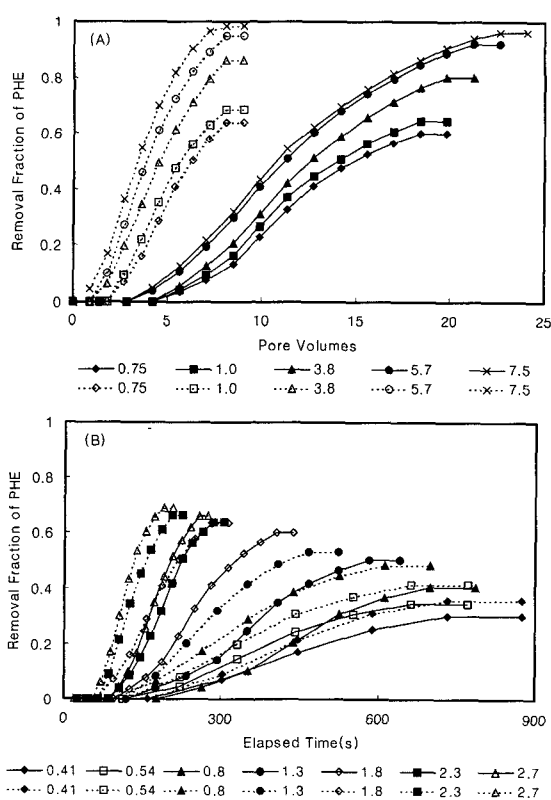 (A)
Removal Fraction of PHE
1
0.8
0.6
0.4
0.2
0
0 5 10 15 20 25
Pore Volumes
0.75 1.0 3.8 5.7 7.5
0.75 1.0 3.8 5.7 7.5
(B)
Removal Fraction of PHE
1
0.8
0.6
0.4
0.2
0
0 300 600 900
Elapsed Time(s)
0.41 0.54 0.8 1.3 1.8 2.3 2.7
0.41 0.54 0.8 1.3 1.8 2.3 2.7